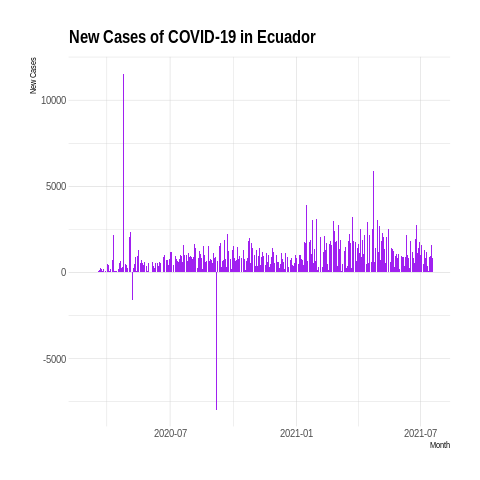 New Cases of COVID-19 in Ecuador
New Cases
10000
5000
0
-5000
2020-07
2021-01
2021-07
Month